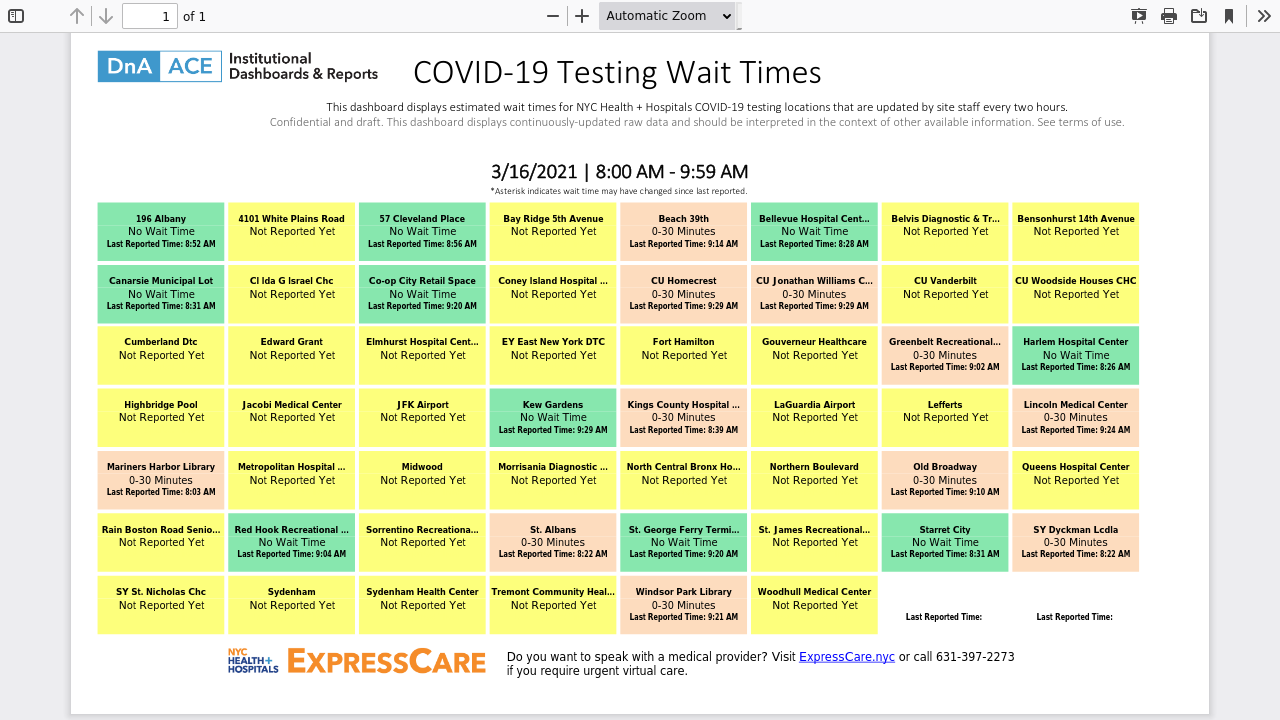 1 of 1
Automatic Zoom
DnA ACE Institutional
Dashboards & Reports
COVID-19 Testing Wait Times
This dashboard displays estimated wait times for NYC Health + Hospitals COVID-19 testing locations that are updated by site staff every two hours.
Confidential and draft. This dashboard displays continuously-updated raw data and should be interpreted in the context of other available information. See terms of use.
3/16/2021 | 8:00 AM - 9:59 AM
*Asterisk indicates wait time may have changed since last reported.
196 Albany
No Wait Time
Last Reported Time: 8:52 AM
4101 White Plains Road
Not Reported Yet
57 Cleveland Place
No Wait Time
Last Reported Time: 8:56 AM
Bay Ridge 5th Avenue
Not Reported Yet
Beach 39th
0-30 Minutes
Last Reported Time: 9:14 AM
Bellevue Hospital Cent...
No Wait Time
Last Reported Time: 8:28 AM
Belvis Diagnostic & Tr...
Not Reported Yet
Bensonhurst 14th Avenue
Not Reported Yet
Canarsie Municipal Lot
No Wait Time
Last Reported Time: 8:31 AM
Cl Ida G Israel Chc
Not Reported Yet
Co-op City Retail Space
No Wait Time
Last Reported Time: 9:20 AM
Coney Island Hospital ...
Not Reported Yet
CU Homecrest
0-30 Minutes
Last Reported Time: 9:29 AM
CU Jonathan Williams C...
0-30 Minutes
Last Reported Time: 9:29 AM
CU Vanderbilt
Not Reported Yet
CU Woodside Houses CHC
Not Reported Yet
Cumberland Dtc
Not Reported Yet
Edward Grant
Not Reported Yet
Elmhurst Hospital Cent...
Not Reported Yet
EY East New York DTC
Not Reported Yet
Fort Hamilton
Not Reported Yet
Gouverneur Healthcare
Not Reported Yet
Greenbelt Recreational...
0-30 Minutes
Last Reported Time: 9:02 AM
Harlem Hospital Center
No Wait Time
Last Reported Time: 8:26 AM
Highbridge Pool
Not Reported Yet
Jacobi Medical Center
Not Reported Yet
JFK Airport
Not Reported Yet
Kew Gardens
No Wait Time
Last Reported Time: 9:29 AM
Kings County Hospital ...
0-30 Minutes
Last Reported Time: 8:39 AM
LaGuardia Airport
Not Reported Yet
Lefferts
Not Reported Yet
Lincoln Medical Center
0-30 Minutes
Last Reported Time: 9:24 AM
Mariners Harbor Library
0-30 Minutes
Last Reported Time: 8:03 AM
Metropolitan Hospital ...
Not Reported Yet
Midwood
Not Reported Yet
Morrisania Diagnostic ...
Not Reported Yet
North Central Bronx Ho...
Not Reported Yet
Northern Boulevard
Not Reported Yet
Old Broadway
0-30 Minutes
Last Reported Time: 9:10 AM
Queens Hospital Center
Not Reported Yet
Rain Boston Road Senio...
Not Reported Yet
Red Hook Recreational ...
No Wait Time
Last Reported Time: 9:04 AM
Sorrentino Recreationa...
Not Reported Yet
St. Albans
0-30 Minutes
Last Reported Time: 8:22 AM
St. George Ferry Termi...
No Wait Time
Last Reported Time: 9:20 AM
St. James Recreational...
Not Reported Yet
Starret City
No Wait Time
Last Reported Time: 8:31 AM
SY Dyckman Lcdla
0-30 Minutes
Last Reported Time: 8:22 AM
SY St. Nicholas Chc
Not Reported Yet
Sydenham
Not Reported Yet
Sydenham Health Center
Not Reported Yet
Tremont Community Heal...
Not Reported Yet
Windsor Park Library
0-30 Minutes
Last Reported Time: 9:21 AM
Woodhull Medical Center
Not Reported Yet
Last Reported Time:
Last Reported Time:
NYC
HEALTH+
HOSPITALS
EXPRESSCARE
Do you want to speak with a medical provider? Visit ExpressCare.nyc or call 631-397-2273
if you require urgent virtual care.